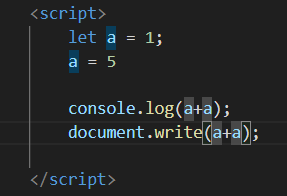 <script>
let a = 1;
a = 5
console.log(a+a);
document.write(a+a);
</script>